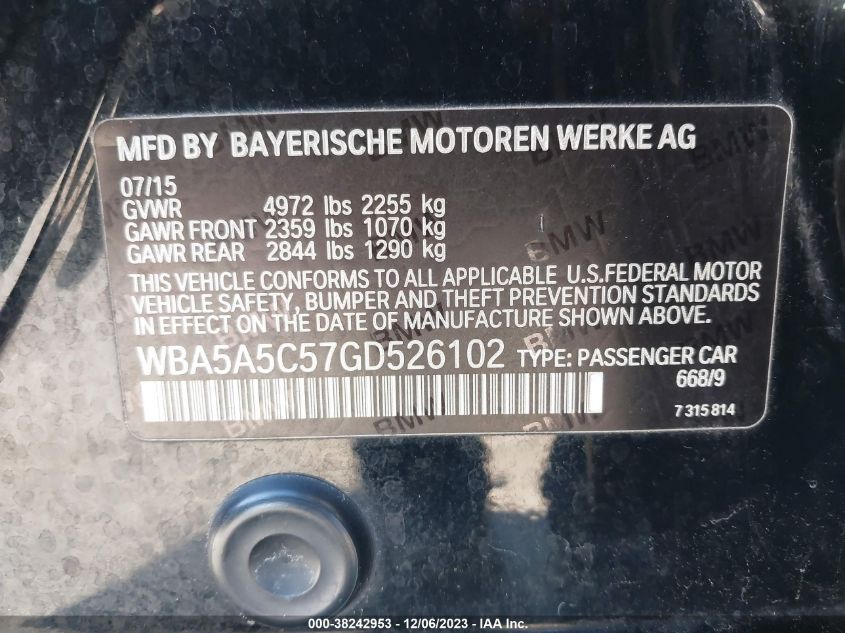 MFD BY BAYERISCHE MOTOREN WERKE AG
07/15
GVWR 4972 lbs 2255 kg
GAWR FRONT 2359 lbs 1070 kg
GAWR REAR 2844 lbs 1290 kg
THIS VEHICLE CONFORMS TO ALL APPLICABLE U.S.FEDERAL MOTOR
VEHICLE SAFETY, BUMPER AND THEFT PREVENTION STANDARDS
IN EFFECT ON THE DATE OF MANUFACTURE SHOWN ABOVE.
WBA5A5C57GD526102 TYPE: PASSENGER CAR
668/9
7 315 814
000-38242953 - 12/06/2023 - IAA Inc.